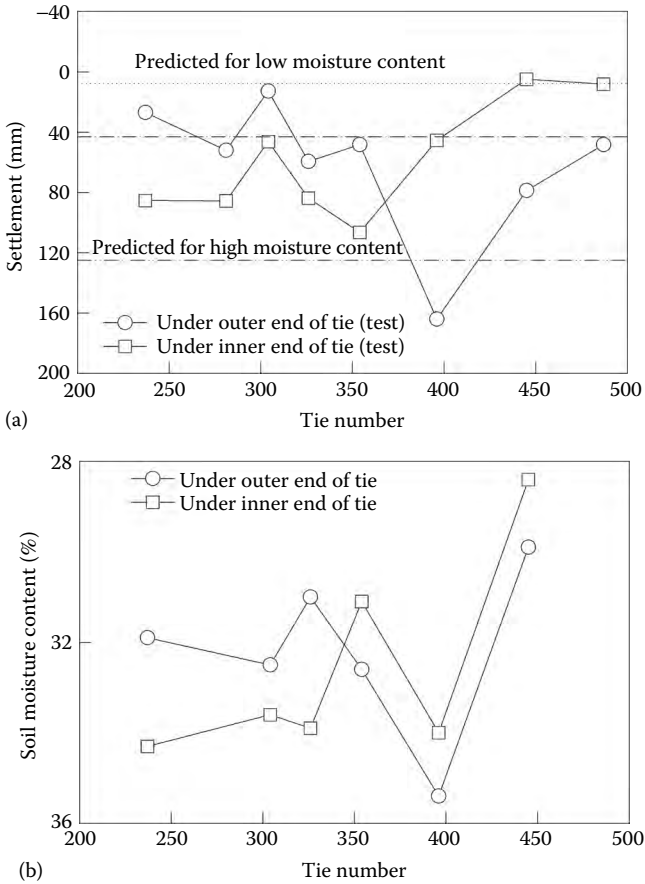 −40
0
40
80
120
160
200
Settlement (mm)
Predicted for low moisture content
Predicted for high moisture content
Under outer end of tie (test)
Under inner end of tie (test)
200 250 300 350 400 450 500
Tie number
(a)
28
32
36
Soil moisture content (%)
Under outer end of tie
Under inner end of tie
200 250 300 350 400 450 500
Tie number
(b)